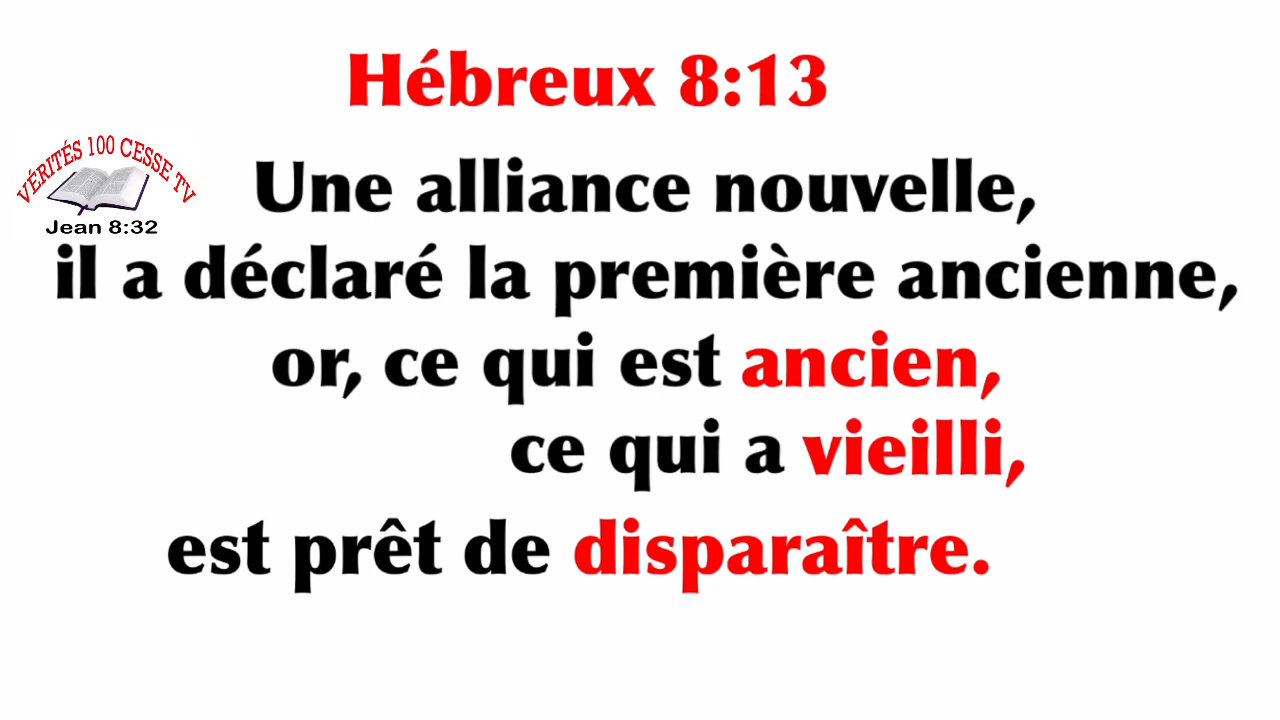 Hébreux 8:13
VÉRITÉS 100 CESSE TV
Jean 8:32
Une alliance nouvelle,
il a déclaré la première ancienne,
or, ce qui est ancien,
ce qui a vieilli,
est prêt de disparaître.